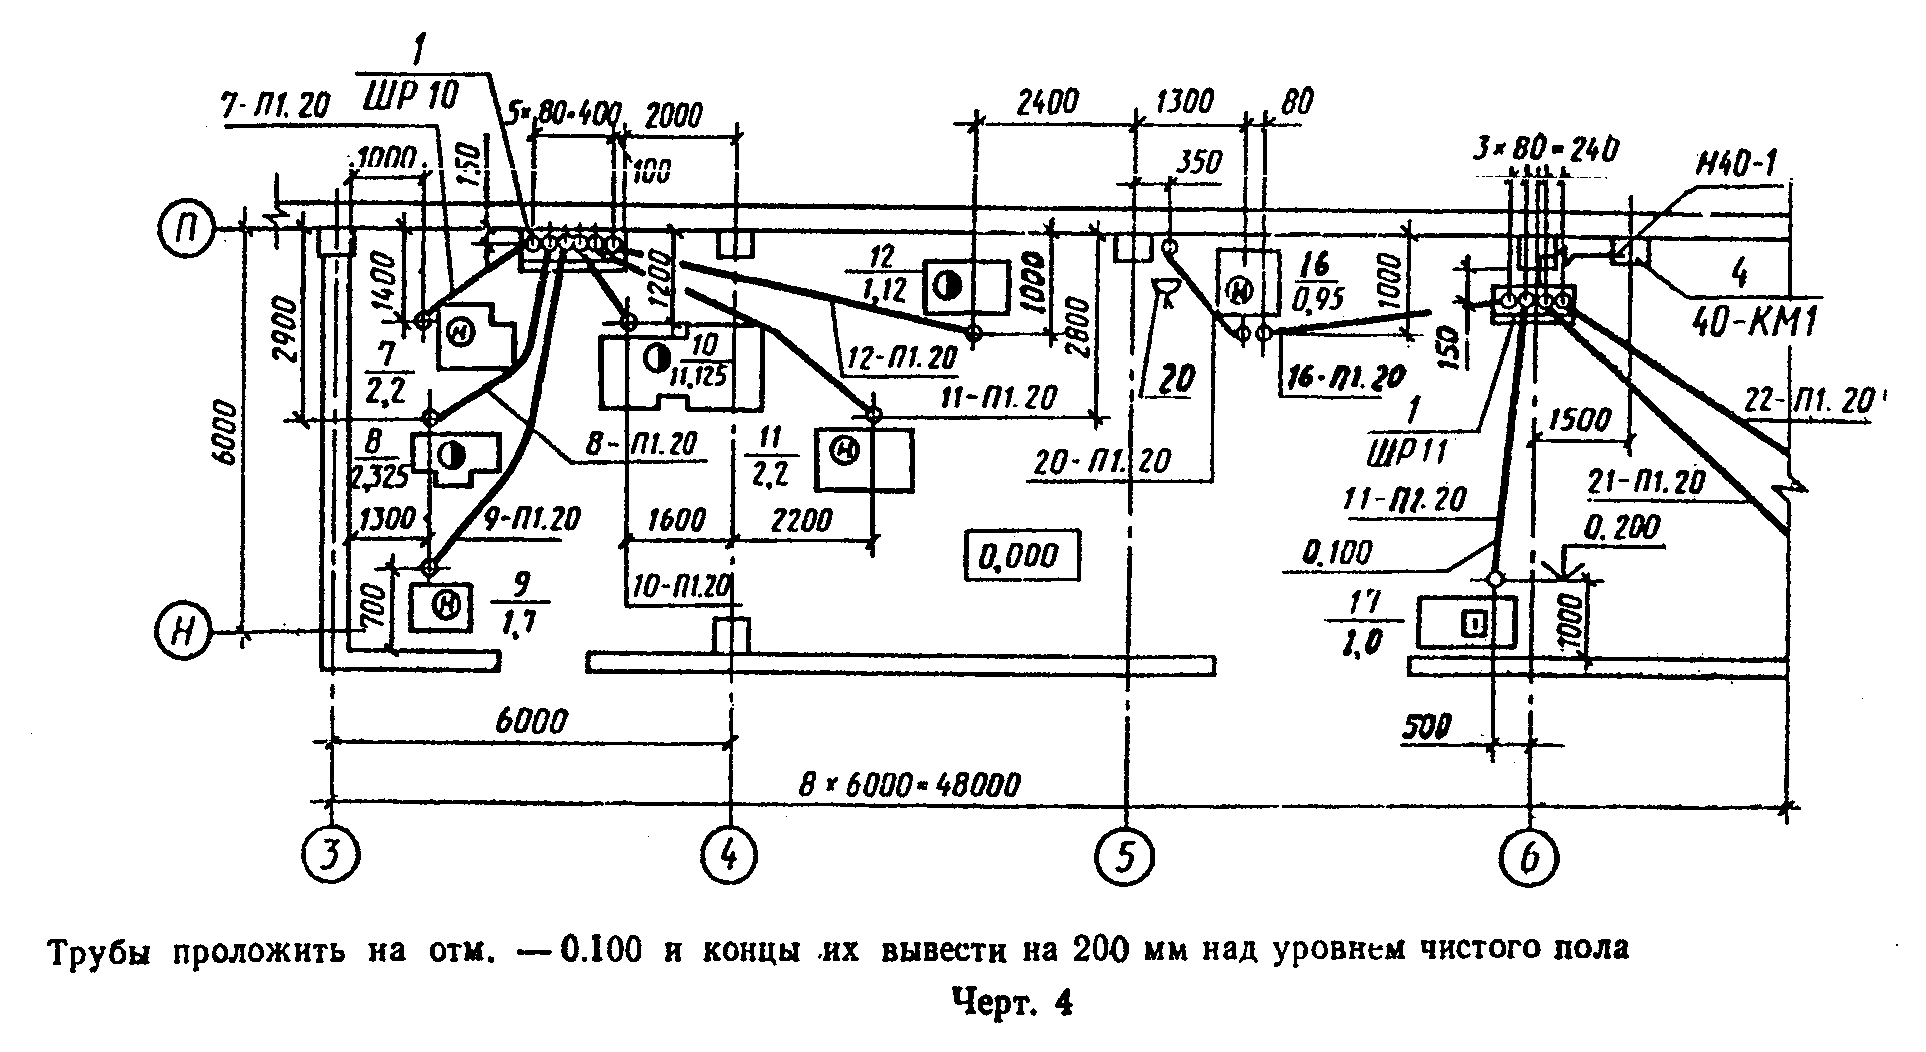 1
ШР 10
7-П1.20
5×80=400
2000
2400
1300
80
1000
150
100
350
3×80=240
Н40-1
П
1400
2900
1200
12
1,12
1000
2800
16
0,95
1000
150
4
40-КМ1
7
2,2
10
11,125
12-П1.20
11-П1.20
20
16-П1.20
22-П1.20
6000
8
2,325
8-П1.20
11
2,2
20-П1.20
1
ШР 11
1500
1300
9-П1.20
1600
2200
0,000
11-П1.20
21-П1.20
0.200
0.100
700
9
1,7
10-П1.20
17
1,0
1000
Н
6000
500
8 × 6000=48000
3
4
5
6
Трубы проложить на отм. — 0.100 и концы их вывести на 200 мм над уровнем чистого пола
Черт. 4